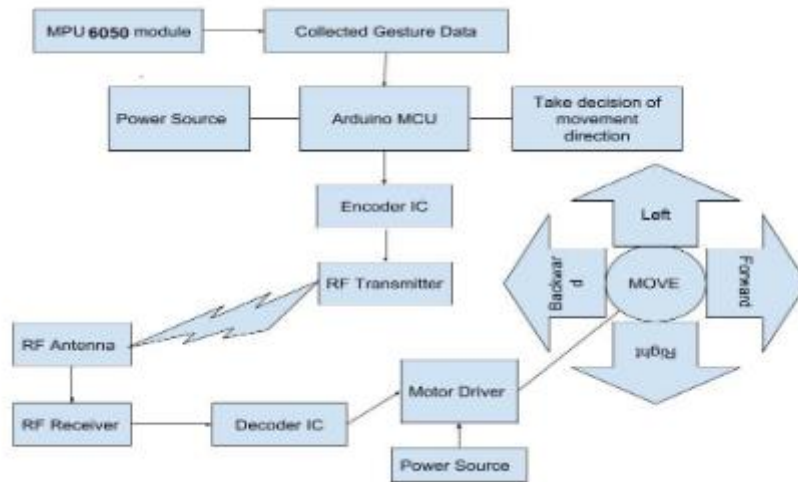 MPU 6050 module
Collected Gesture Data
Power Source
Arduino MCU
Take decision of
movement
direction
Encoder IC
RF Transmitter
Left
Backwar
d
MOVE
Forward
Right
RF Antenna
RF Receiver
Decoder IC
Motor Driver
Power Source